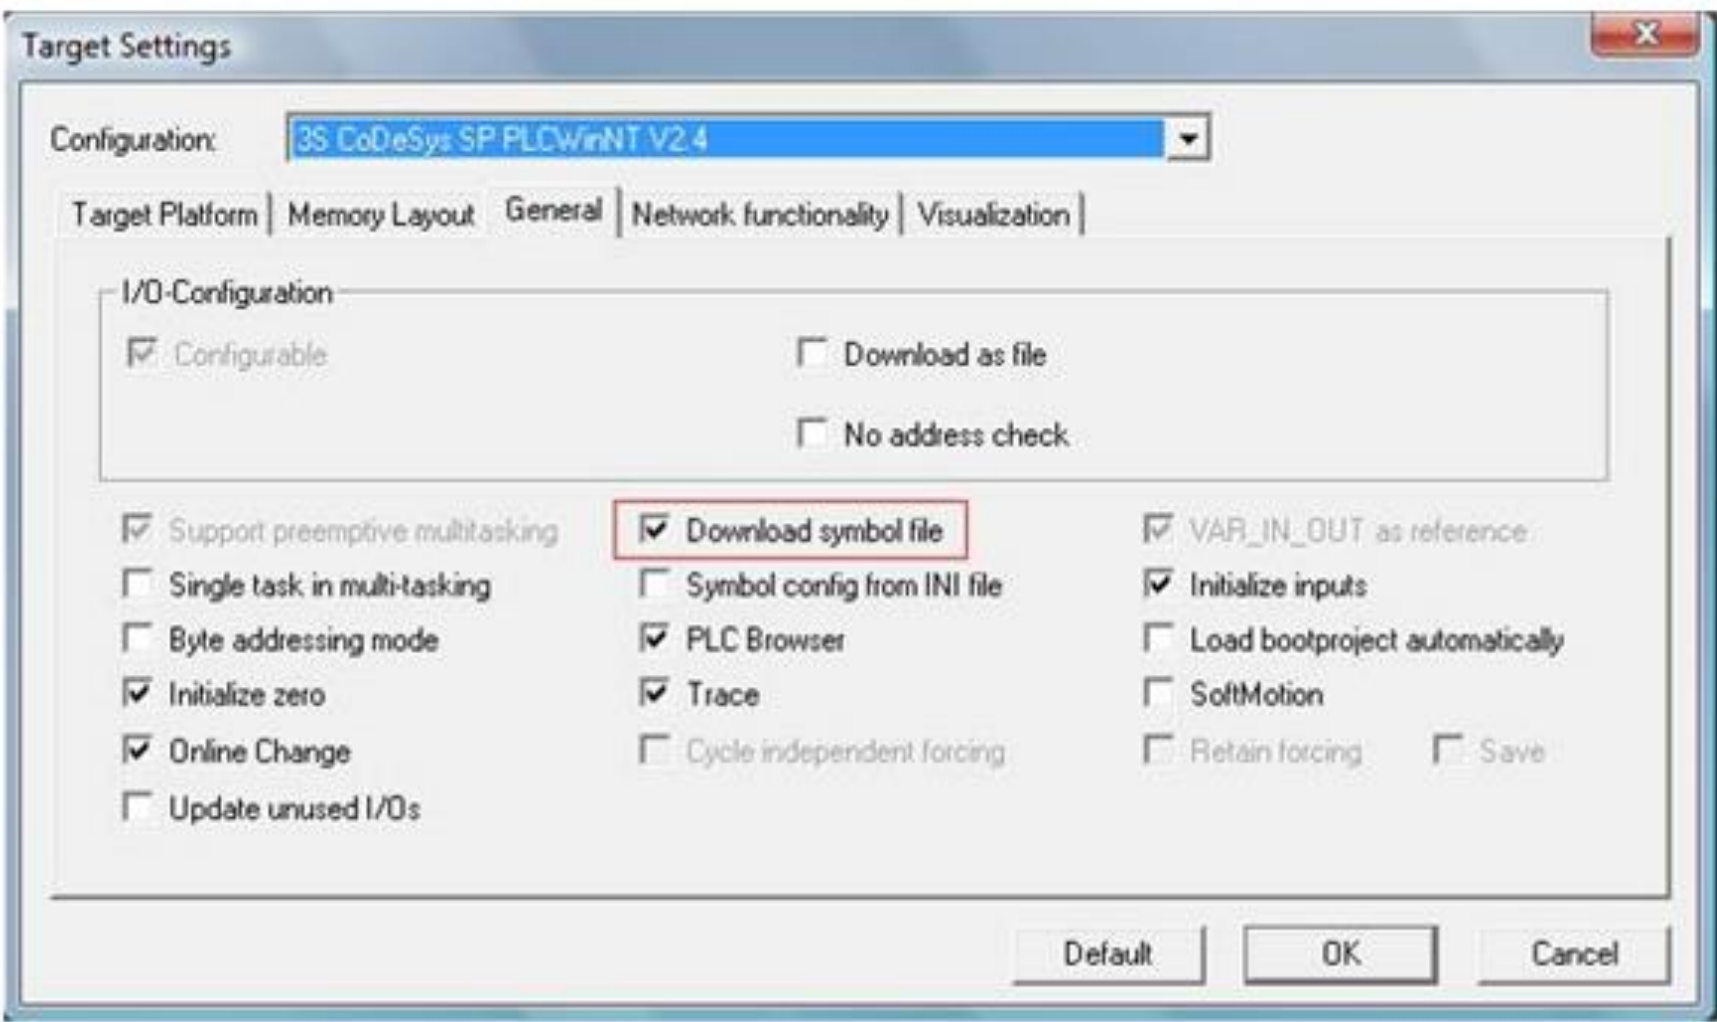 Target Settings
Configuration: 3S CoDeSys SP PLCWinNT V2.4
Target Platform Memory Layout General Network functionality Visualization
I/O-Configuration
Configurable Download as file
No address check
Support preemptive multitasking Download symbol file VAR_IN_OUT as reference
Single task in multi-tasking Symbol config from INI file Initialize inputs
Byte addressing mode PLC Browser Load bootproject automatically
Initialize zero Trace SoftMotion
Online Change Cycle independent forcing Retain forcing Save
Update unused I/Os
Default OK Cancel